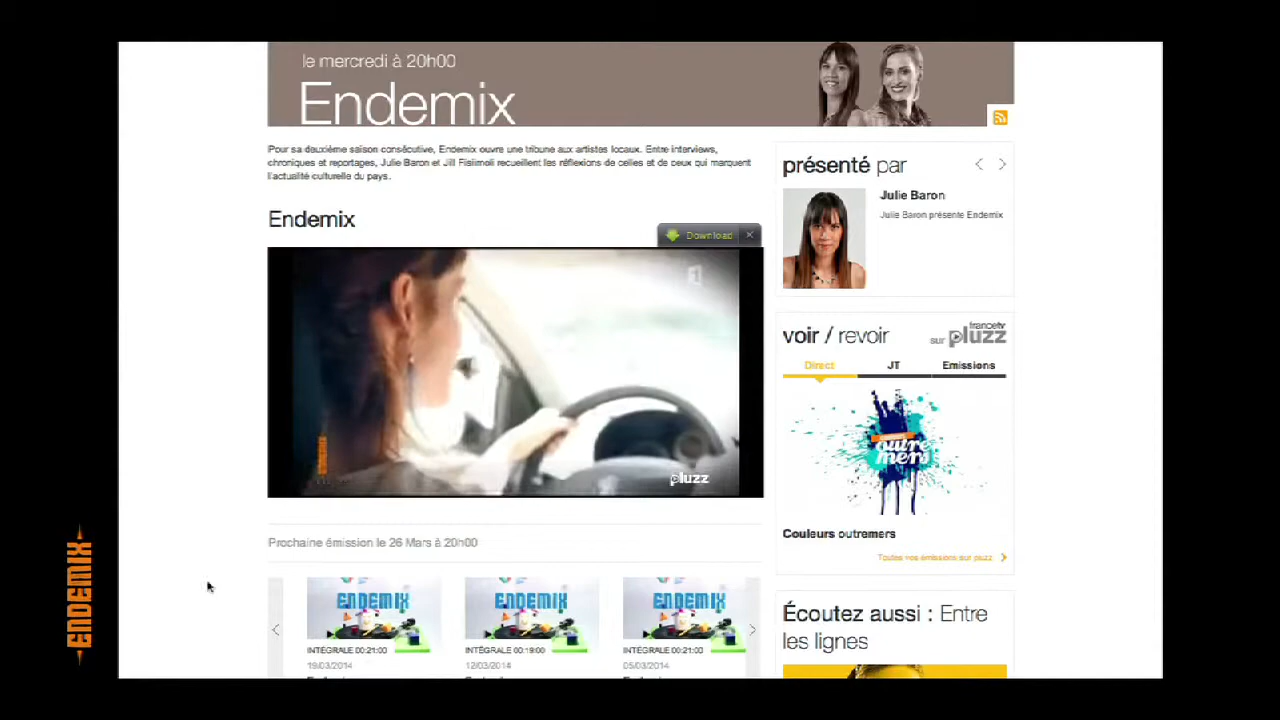 le mercredi à 20h00
Endemix
Pour sa deuxième saison consécutive, Endemix ouvre une tribune aux artistes locaux. Entre interviews,
chroniques et reportages, Julie Baron et Jill Fisiimoli recueillent les réflexions de celles et de ceux qui marquent
l'actualité culturelle du pays.
Endemix
Download
pluzz
Prochaine émission le 26 Mars à 20h00
ENDEMIX
ENDEMIX
ENDEMIX
INTÉGRALE 00:21:00
INTÉGRALE 00:19:00
INTÉGRALE 00:21:00
19/03/2014
12/03/2014
05/03/2014
présenté par
Julie Baron
Julie Baron présente Endemix
voir / revoir
sur francetv pluzz
Direct
JT
Emissions
outre
mers
Couleurs outremers
Toutes vos émissions sur pluzz
Écoutez aussi : Entre
les lignes
ENDEMIX